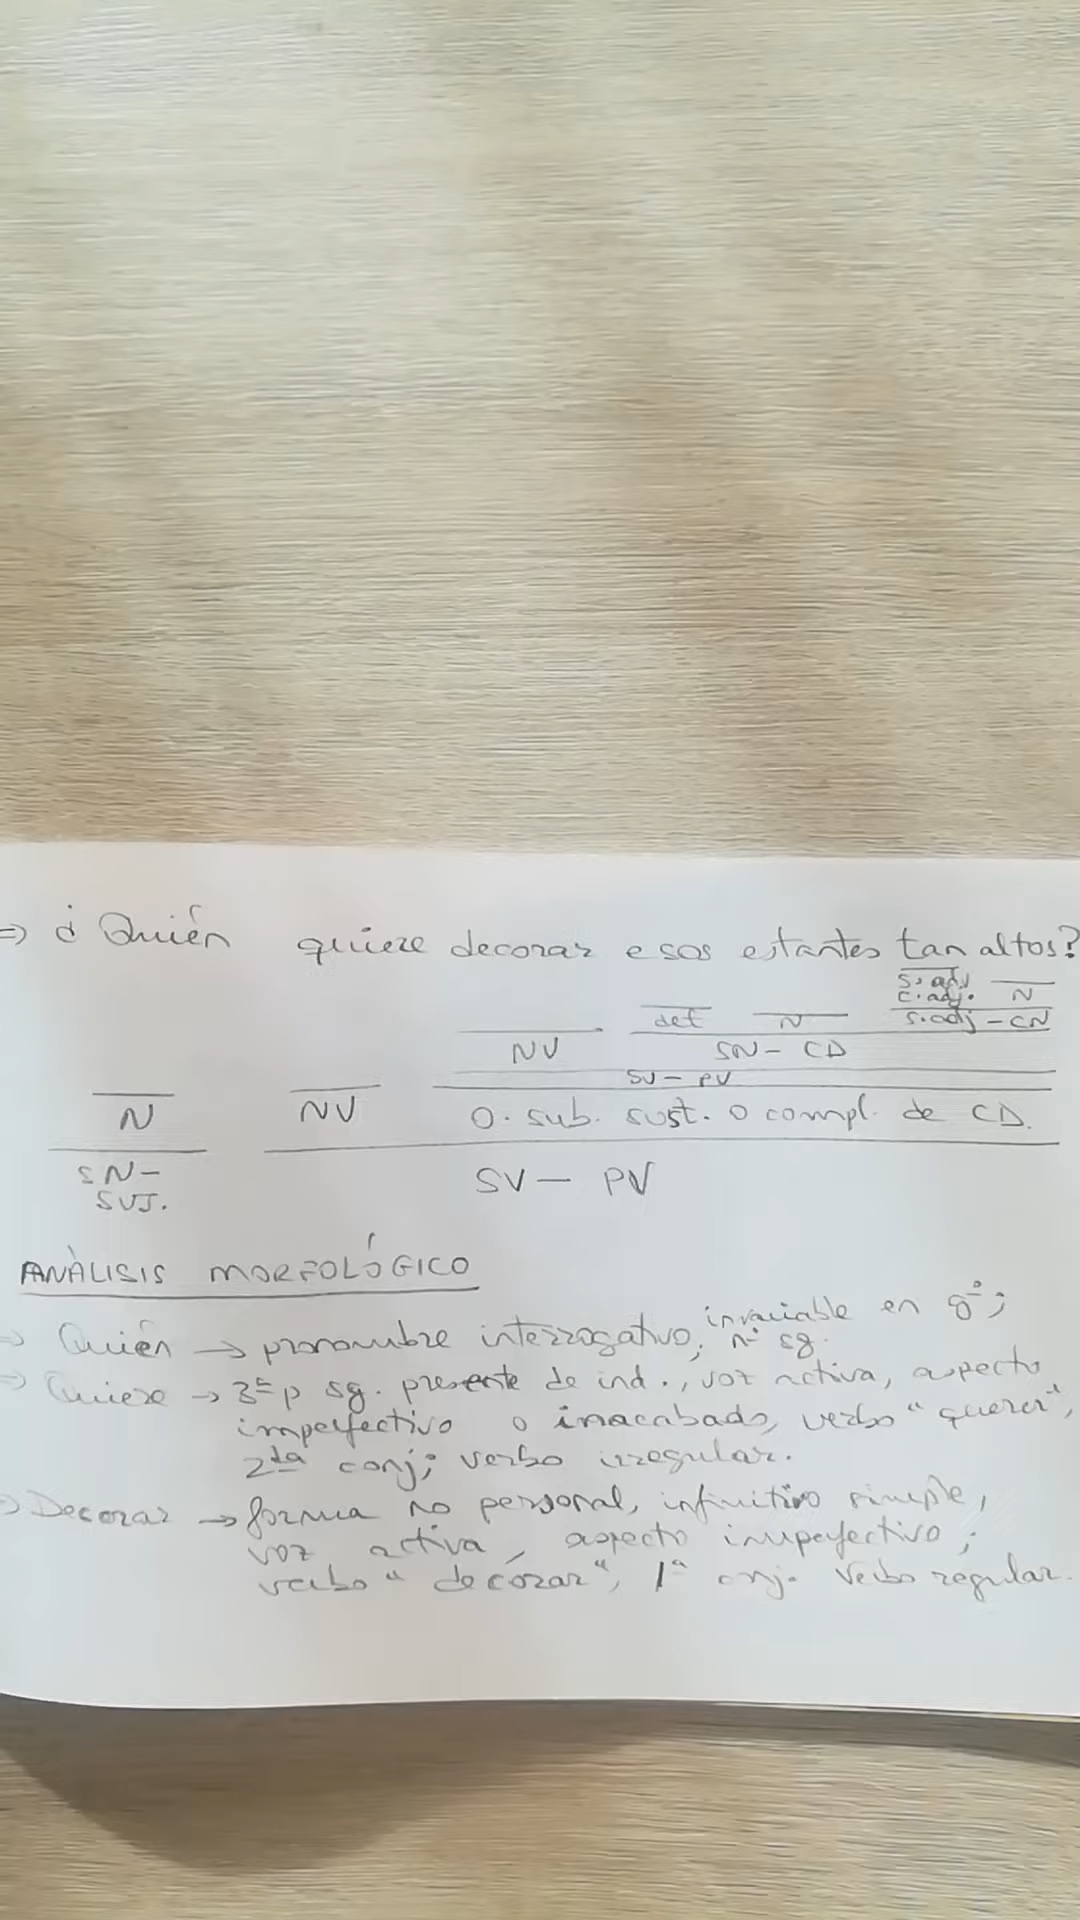 => ¿Quién quiere decorar esos estantes tan altos?
S. adv
C. adj. N
det N S. adj - CN
NV SN - CD
SV - PV
N NV O. sub. sust. o compl. de CD.
SN -
SUJ.
SV - PV
ANÀLISIS MORFOLÓGICO
→ Quién → pronombre interrogativo, invariable en gº; nº sg.
→ Quiere → 3ª p sg. presente de ind., voz activa, aspecto
imperfectivo o inacabado, verbo "querer",
2da conj; verbo irregular.
→ Decorar → forma no personal, infinitivo simple,
voz activa, aspecto imperfectivo;
verbo "decorar", 1ª conj. Verbo regular.